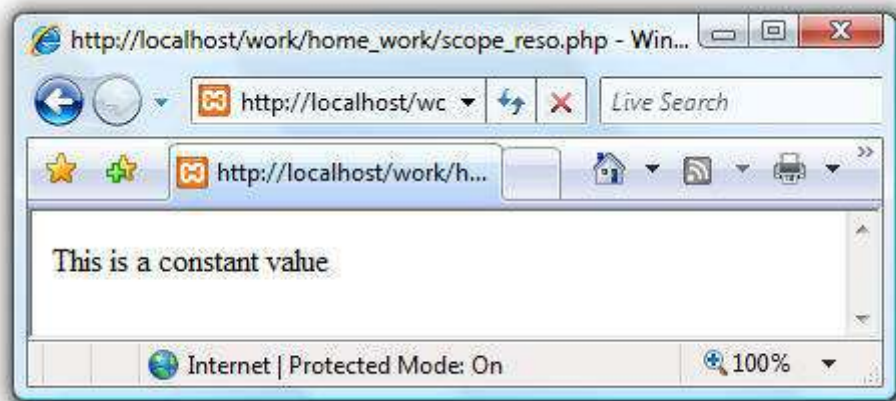 http://localhost/work/home_work/scope_reso.php - Win...
http://localhost/wc
Live Search
http://localhost/work/h...
This is a constant value
Internet | Protected Mode: On
100%